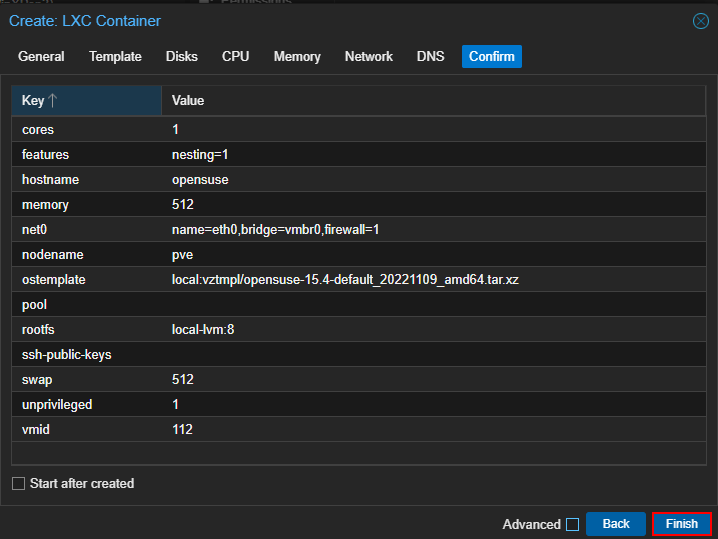 Create: LXC Container
General Template Disks CPU Memory Network DNS Confirm
Key Value
cores 1
features nesting=1
hostname opensuse
memory 512
net0 name=eth0,bridge=vmbr0,firewall=1
nodename pve
ostemplate local:vztmpl/opensuse-15.4-default_20221109_amd64.tar.xz
pool
rootfs local-lvm:8
ssh-public-keys
swap 512
unprivileged 1
vmid 112
Start after created
Advanced Back Finish